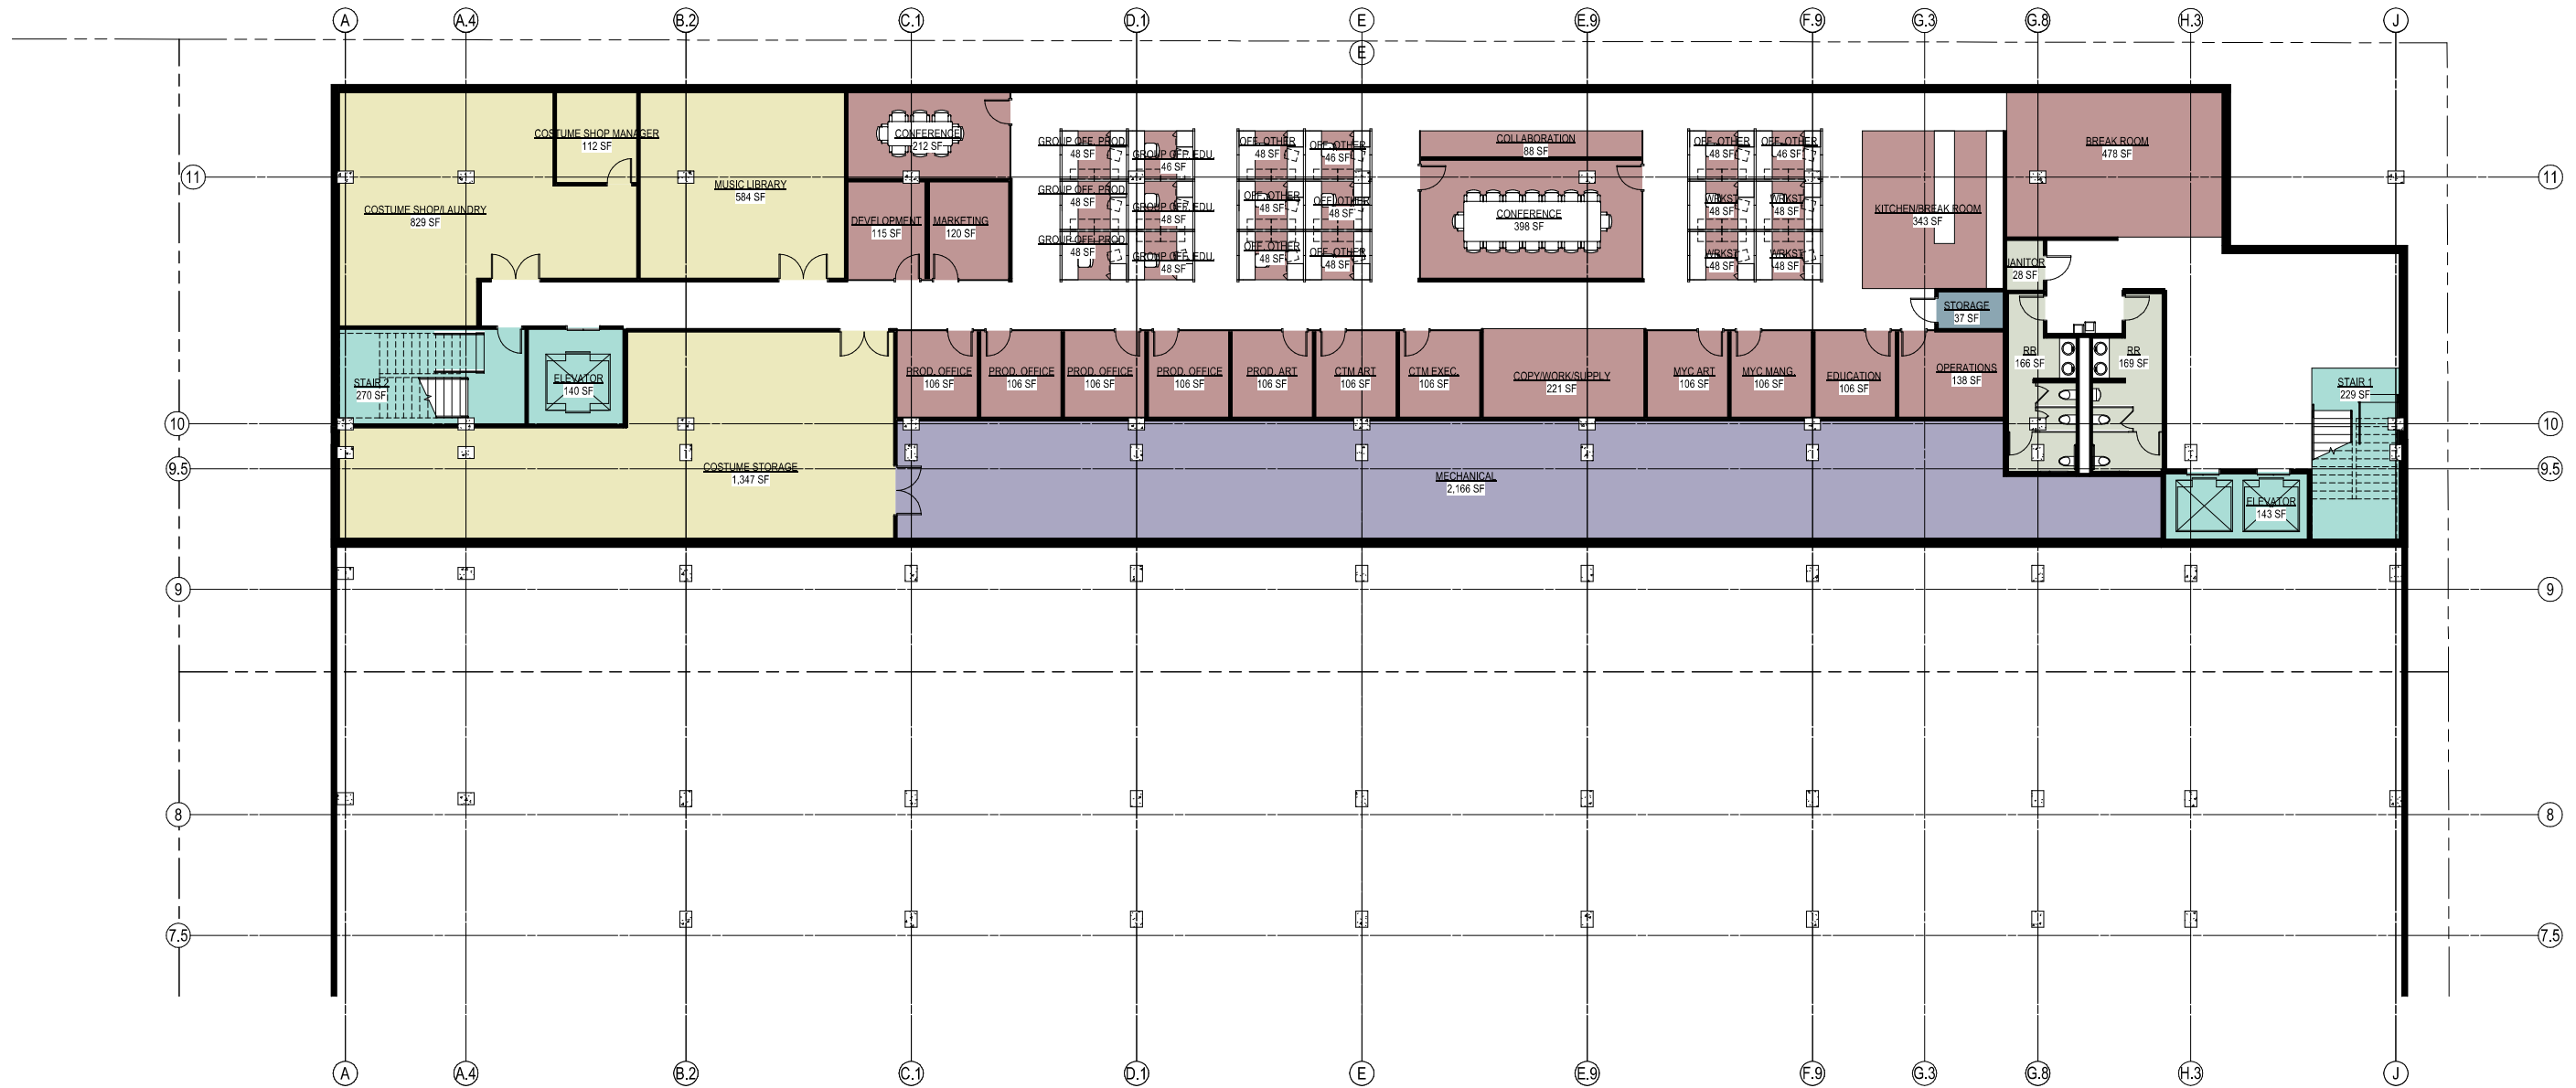 A A.4 B.2 C.1 D.1 E E.9 F.9 G.3 G.8 H.3 J
E
COSTUME SHOP MANAGER
112 SF
CONFERENCE
212 SF
GROUP OFF. PROD.
48 SF
GROUP OFF. EDU.
46 SF
OFF. OTHER
48 SF
OFF. OTHER
46 SF
COLLABORATION
88 SF
OFF. OTHER
48 SF
OFF. OTHER
46 SF
BREAK ROOM
478 SF
11 11
COSTUME SHOP/LAUNDRY
829 SF
MUSIC LIBRARY
584 SF
DEVELOPMENT
115 SF
MARKETING
120 SF
GROUP OFF. PROD.
48 SF
GROUP OFF. EDU.
48 SF
OFF. OTHER
48 SF
OFF. OTHER
48 SF
CONFERENCE
398 SF
WRKST
48 SF
WRKST
48 SF
KITCHEN/BREAK ROOM
343 SF
GROUP OFF. PROD.
48 SF
GROUP OFF. EDU.
48 SF
OFF. OTHER
48 SF
OFF. OTHER
48 SF
WRKST
48 SF
WRKST
48 SF
JANITOR
28 SF
STORAGE
37 SF
STAIR 2
270 SF
ELEVATOR
140 SF
PROD. OFFICE
106 SF
PROD. OFFICE
106 SF
PROD. OFFICE
106 SF
PROD. OFFICE
106 SF
PROD. ART
106 SF
CTM ART
106 SF
CTM EXEC.
106 SF
COPY/WORK/SUPPLY
221 SF
MYC ART
106 SF
MYC MANG.
106 SF
EDUCATION
106 SF
OPERATIONS
138 SF
RR
166 SF
RR
169 SF
STAIR 1
229 SF
10 10
COSTUME STORAGE
1,347 SF
9.5 9.5
MECHANICAL
2,166 SF
ELEVATOR
143 SF
9 9
8 8
7.5 7.5
A A.4 B.2 C.1 D.1 E E.9 F.9 G.3 G.8 H.3 J